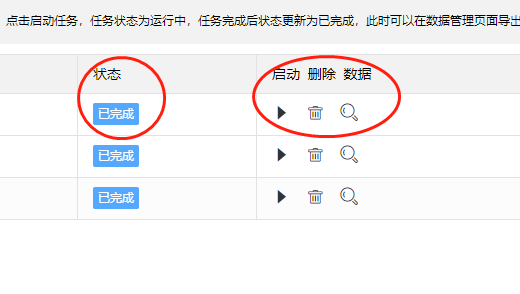 点击启动任务，任务状态为运行中，任务完成后状态更新为已完成，此时可以在数据管理页面导出
状态 启动 删除 数据
已完成
已完成
已完成